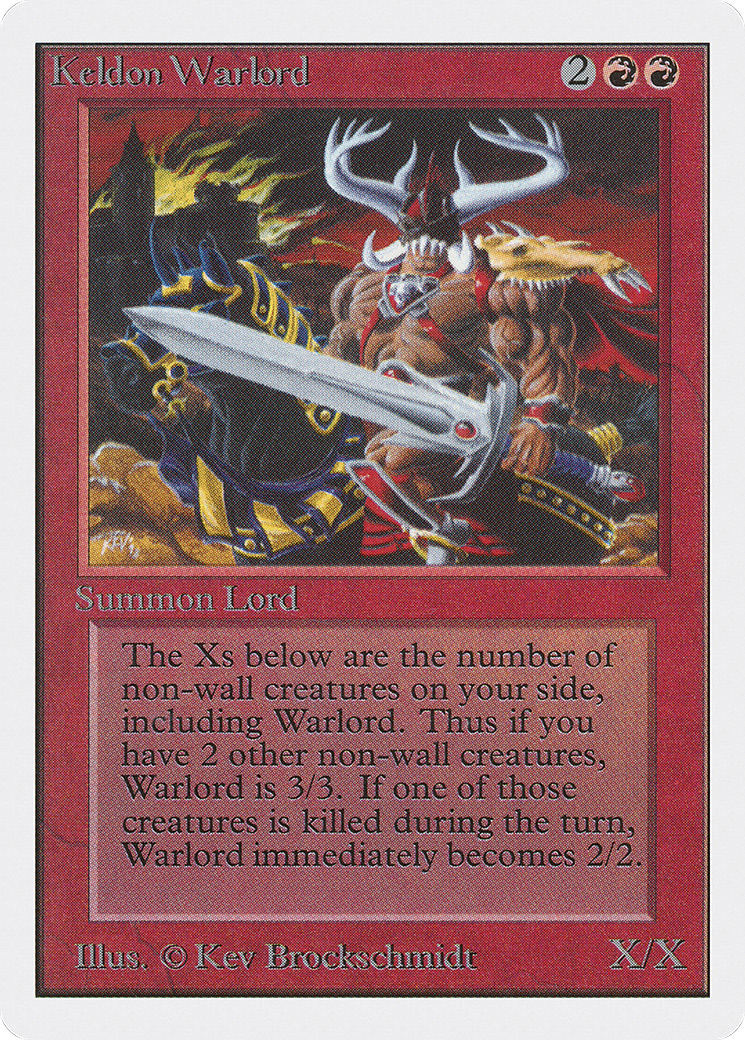 Keldon Warlord 2
Summon Lord
The Xs below are the number of
non-wall creatures on your side,
including Warlord. Thus if you
have 2 other non-wall creatures,
Warlord is 3/3. If one of those
creatures is killed during the turn,
Warlord immediately becomes 2/2.
Illus. © Kev Brockschmidt X/X